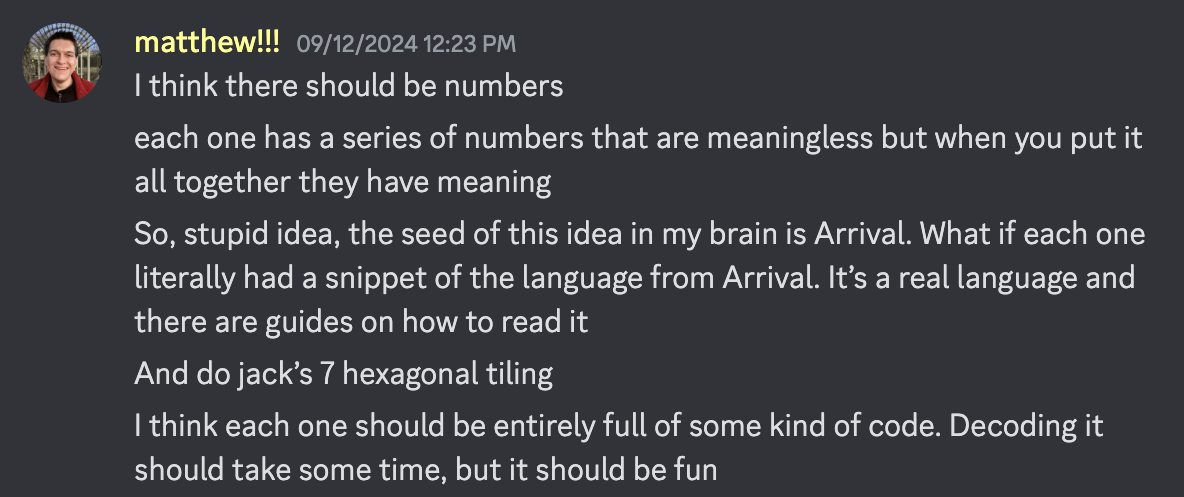 matthew!!! 09/12/2024 12:23 PM
I think there should be numbers
each one has a series of numbers that are meaningless but when you put it
all together they have meaning
So, stupid idea, the seed of this idea in my brain is Arrival. What if each one
literally had a snippet of the language from Arrival. It’s a real language and
there are guides on how to read it
And do jack’s 7 hexagonal tiling
I think each one should be entirely full of some kind of code. Decoding it
should take some time, but it should be fun